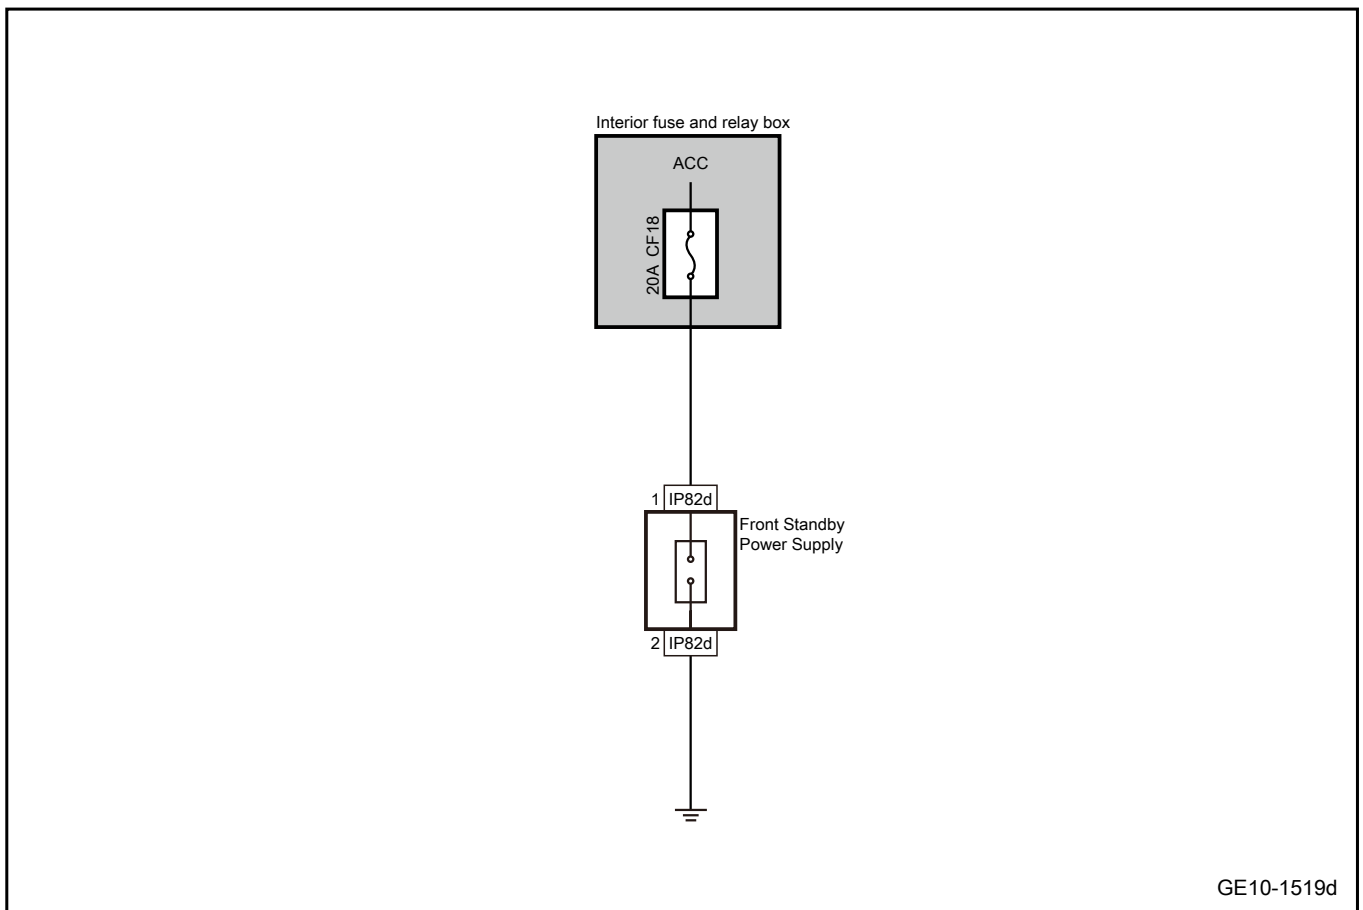 Interior fuse and relay box
ACC
20A CF18
1 IP82d
Front Standby
Power Supply
2 IP82d
GE10-1519d